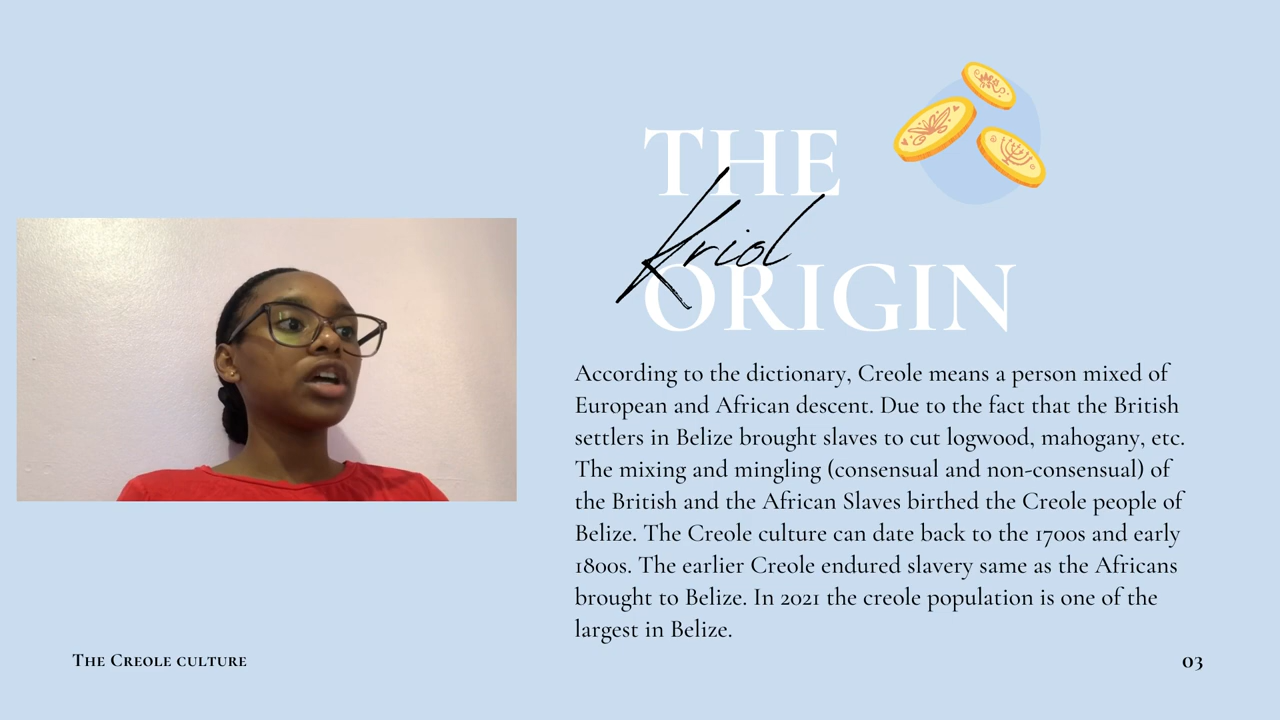 THE
Kriol
ORIGIN
According to the dictionary, Creole means a person mixed of
European and African descent. Due to the fact that the British
settlers in Belize brought slaves to cut logwood, mahogany, etc.
The mixing and mingling (consensual and non-consensual) of
the British and the African Slaves birthed the Creole people of
Belize. The Creole culture can date back to the 1700s and early
1800s. The earlier Creole endured slavery same as the Africans
brought to Belize. In 2021 the creole population is one of the
largest in Belize.
The Creole culture
03